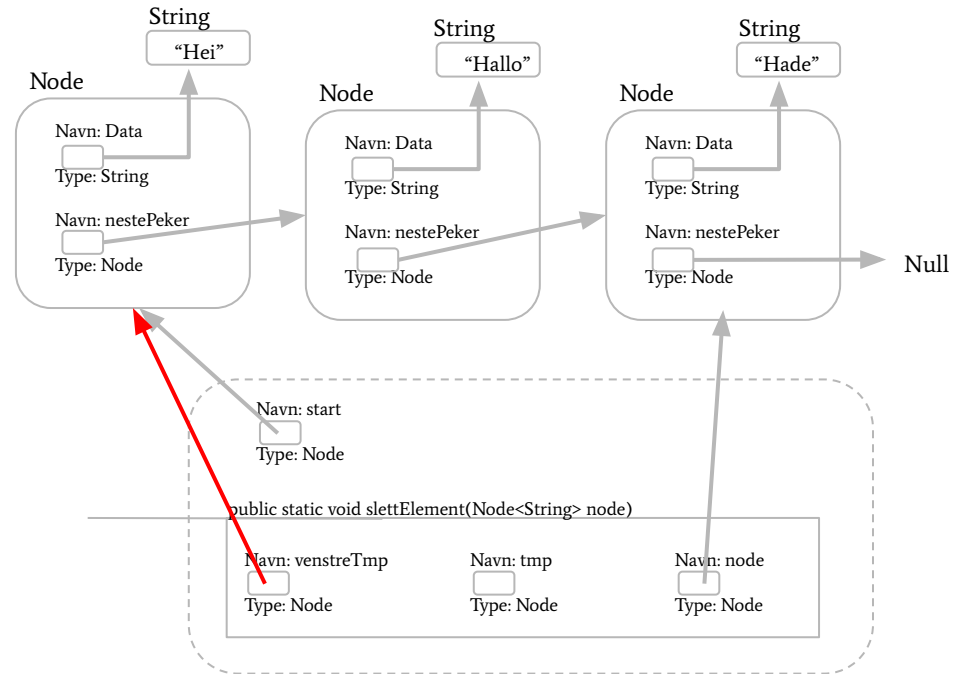 String
“Hei”
Node
Navn: Data
Type: String
Navn: nestePeker
Type: Node
String
“Hallo”
Node
Navn: Data
Type: String
Navn: nestePeker
Type: Node
String
“Hade”
Node
Navn: Data
Type: String
Navn: nestePeker
Type: Node
Null
Navn: start
Type: Node
public static void slettElement(Node<String> node)
Navn: venstreTmp
Type: Node
Navn: tmp
Type: Node
Navn: node
Type: Node